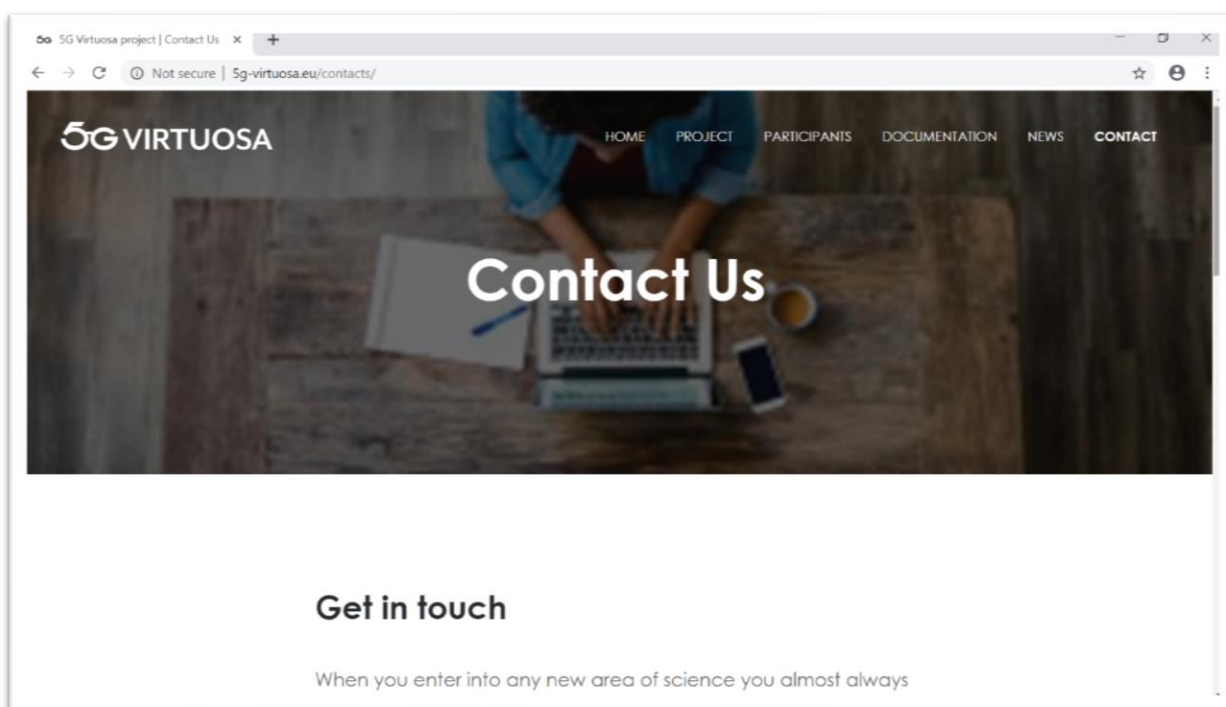 5G 5G Virtuosa project | Contact Us
Not secure | 5g-virtuosa.eu/contacts/
5G VIRTUOSA
HOME PROJECT PARTICIPANTS DOCUMENTATION NEWS CONTACT
Contact Us
Get in touch
When you enter into any new area of science you almost always